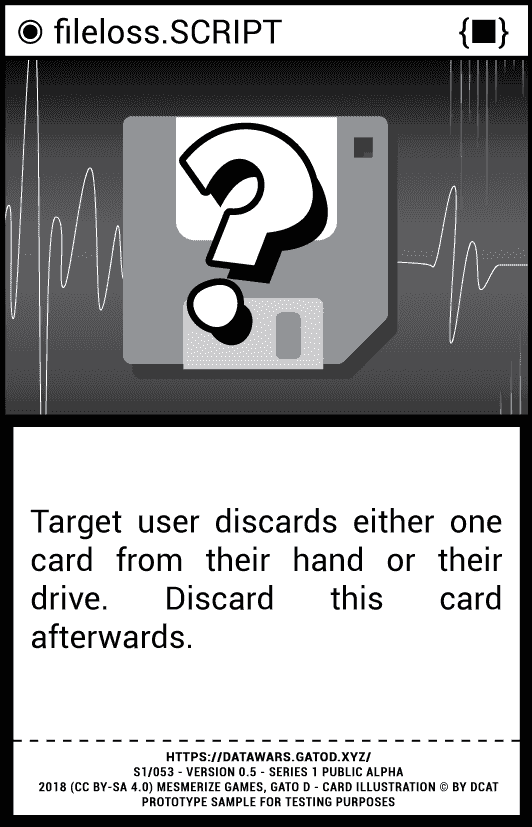 fileloss.SCRIPT {■}
?
Target user discards either one
card from their hand or their
drive. Discard this card
afterwards.
HTTPS://DATAWARS.GATOD.XYZ/
S1/053 - VERSION 0.5 - SERIES 1 PUBLIC ALPHA
2018 (CC BY-SA 4.0) MESMERIZE GAMES, GATO D - CARD ILLUSTRATION © BY DCAT
PROTOTYPE SAMPLE FOR TESTING PURPOSES